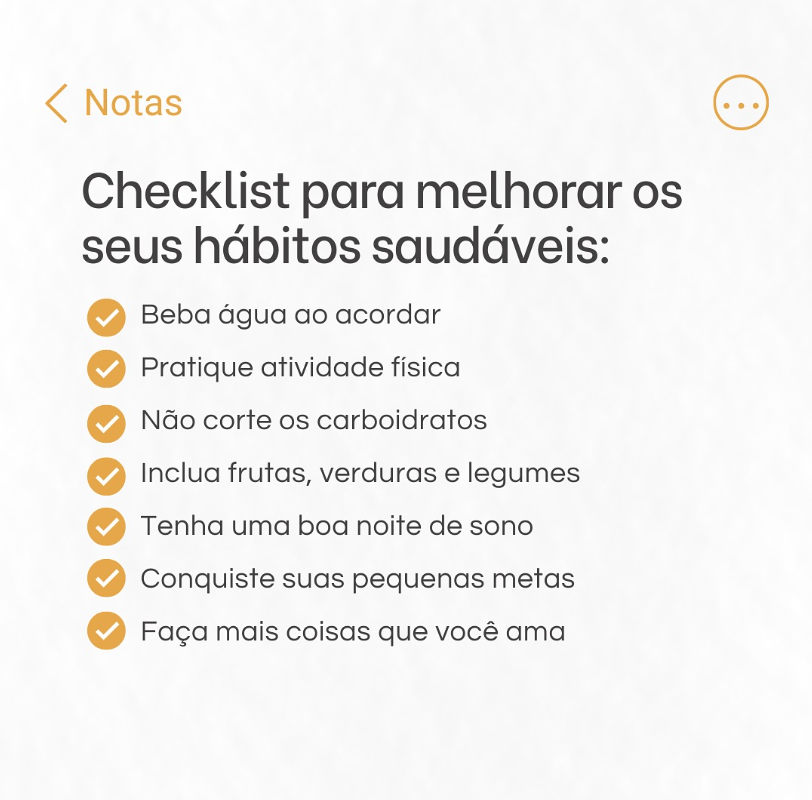 Notas
Checklist para melhorar os
seus hábitos saudáveis:
Beba água ao acordar
Pratique atividade física
Não corte os carboidratos
Inclua frutas, verduras e legumes
Tenha uma boa noite de sono
Conquiste suas pequenas metas
Faça mais coisas que você ama